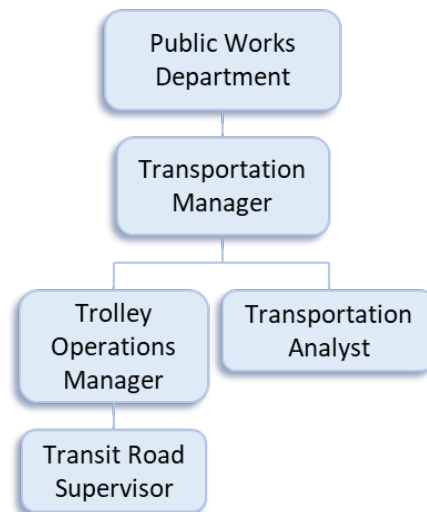 Public Works
Department
Transportation
Manager
Trolley
Operations
Manager
Transportation
Analyst
Transit Road
Supervisor